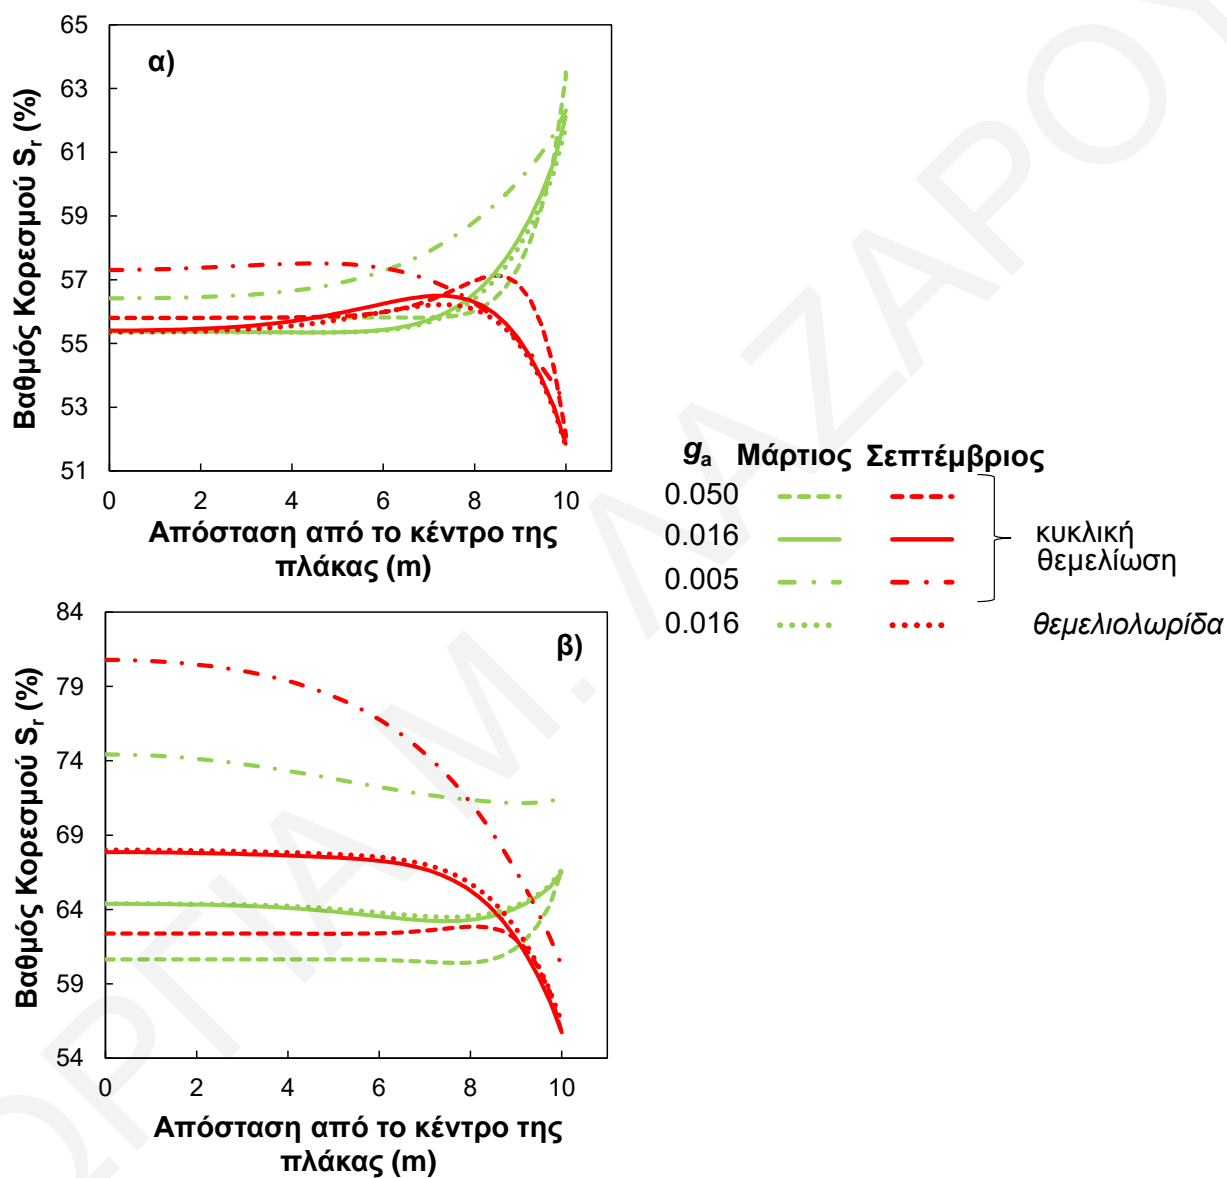 α)
65
63
61
59
57
55
53
51
Βαθμός Κορεσμού Sr (%)
0 2 4 6 8 10
Απόσταση από το κέντρο της
πλάκας (m)
ga Μάρτιος Σεπτέμβριος
0.050
0.016
0.005
0.016
κυκλική
θεμελίωση
θεμελιολωρίδα
β)
84
79
74
69
64
59
54
Βαθμός Κορεσμού Sr (%)
0 2 4 6 8 10
Απόσταση από το κέντρο της
πλάκας (m)
ΩΡΓΙΑ Μ. ΛΑΖΑΡΟΥ